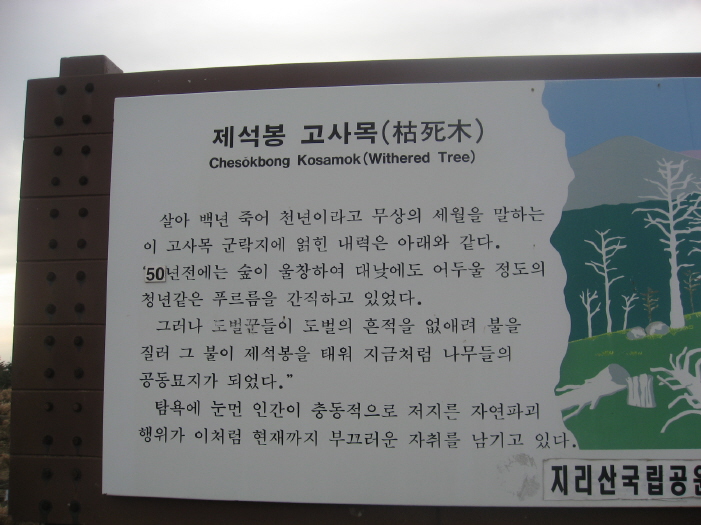 제석봉 고사목(枯死木)
Chesokbong Kosamok(Withered Tree)
살아 백년 죽어 천년이라고 무상의 세월을 말하는
이 고사목 군락지에 얽힌 내력은 아래와 같다.
'50년전에는 숲이 울창하여 대낮에도 어두울 정도의
청년같은 푸르름을 간직하고 있었다.
그러나 도벌꾼들이 도벌의 흔적을 없애려 불을
질러 그 불이 제석봉을 태워 지금처럼 나무들의
공동묘지가 되었다."
탐욕에 눈먼 인간이 충동적으로 저지른 자연파괴
행위가 이처럼 현재까지 부끄러운 자취를 남기고 있다.
지리산국립공원